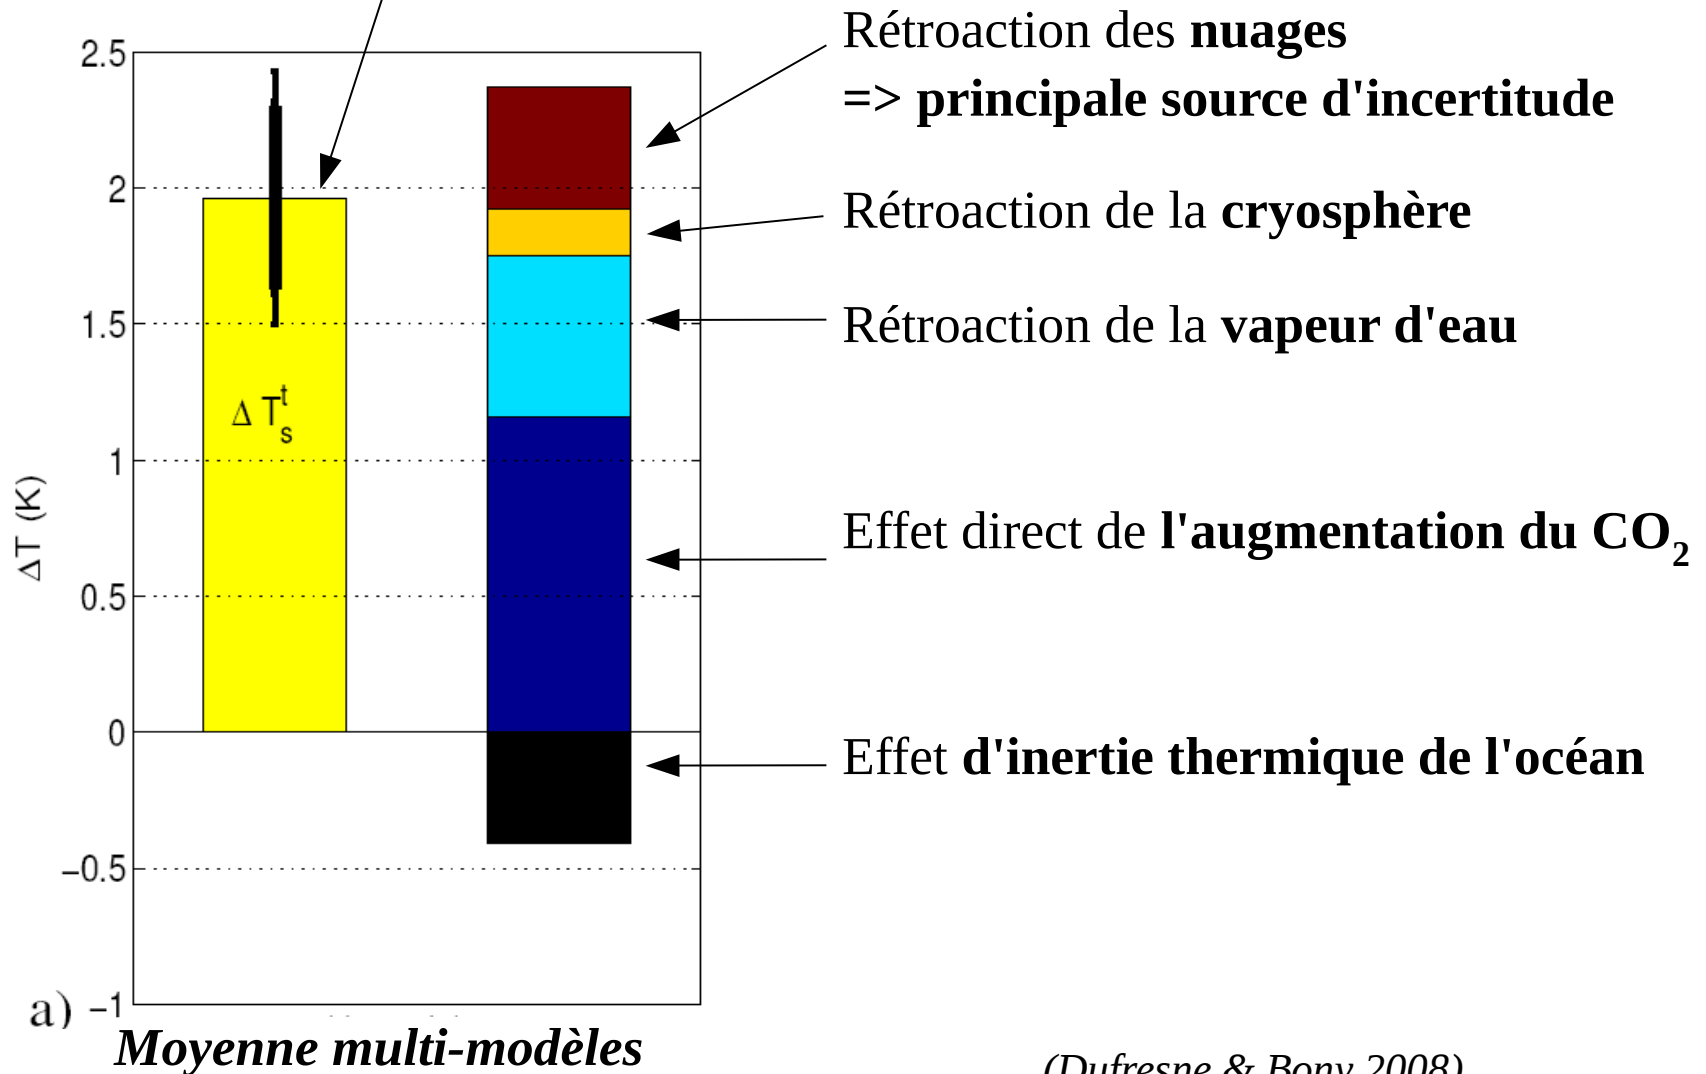 Rétroaction des nuages
=> principale source d'incertitude
Rétroaction de la cryosphère
Rétroaction de la vapeur d'eau
Effet direct de l'augmentation du CO2
Effet d'inertie thermique de l'océan
2.5
2
1.5
1
0.5
0
−0.5
−1
Δ T (K)
Δ Tst
a)
Moyenne multi-modèles
(Dufresne & Bony 2008)